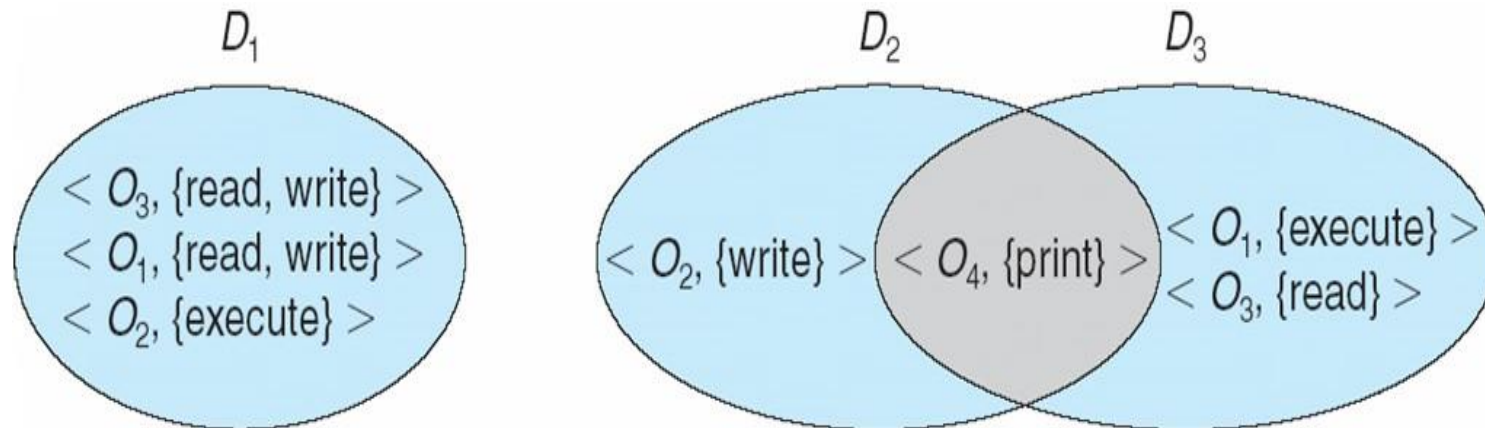 D₁
D₂
D₃
< O₃, {read, write} >
< O₁, {read, write} >
< O₂, {execute} >
< O₂, {write} >
< O₄, {print} >
< O₁, {execute} >
< O₃, {read} >